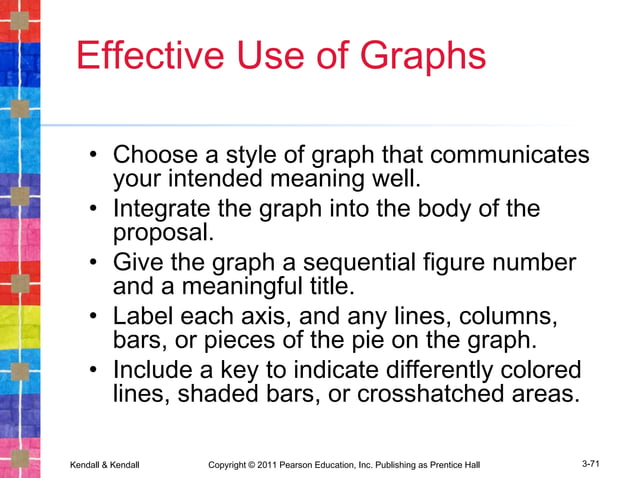 Effective Use of Graphs
• Choose a style of graph that communicates
your intended meaning well.
• Integrate the graph into the body of the
proposal.
• Give the graph a sequential figure number
and a meaningful title.
• Label each axis, and any lines, columns,
bars, or pieces of the pie on the graph.
• Include a key to indicate differently colored
lines, shaded bars, or crosshatched areas.
Kendall & Kendall Copyright © 2011 Pearson Education, Inc. Publishing as Prentice Hall 3-71